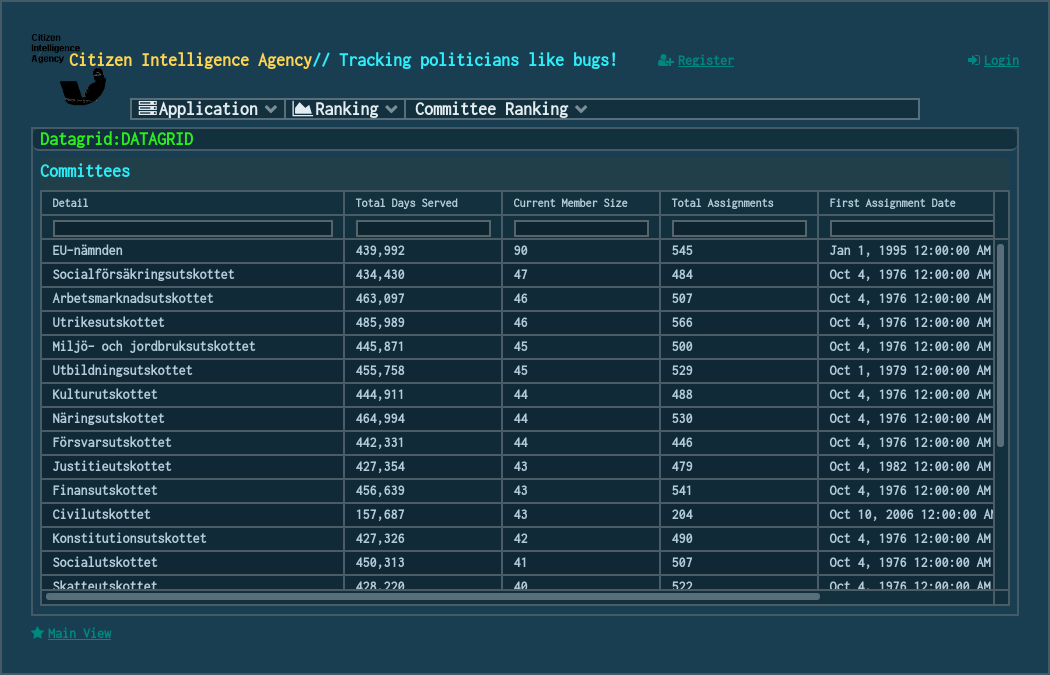 Citizen
Intelligence
Agency
Citizen Intelligence Agency// Tracking politicians like bugs!
Register
Login
Application Ranking Committee Ranking
Datagrid:DATAGRID
Committees
Detail Total Days Served Current Member Size Total Assignments First Assignment Date
EU-nämnden 439,992 90 545 Jan 1, 1995 12:00:00 AM
Socialförsäkringsutskottet 434,430 47 484 Oct 4, 1976 12:00:00 AM
Arbetsmarknadsutskottet 463,097 46 507 Oct 4, 1976 12:00:00 AM
Utrikesutskottet 485,989 46 566 Oct 4, 1976 12:00:00 AM
Miljö- och jordbruksutskottet 445,871 45 500 Oct 4, 1976 12:00:00 AM
Utbildningsutskottet 455,758 45 529 Oct 1, 1979 12:00:00 AM
Kulturutskottet 444,911 44 488 Oct 4, 1976 12:00:00 AM
Näringsutskottet 464,994 44 530 Oct 4, 1976 12:00:00 AM
Försvarsutskottet 442,331 44 446 Oct 4, 1976 12:00:00 AM
Justitieutskottet 427,354 43 479 Oct 4, 1982 12:00:00 AM
Finansutskottet 456,639 43 541 Oct 4, 1976 12:00:00 AM
Civilutskottet 157,687 43 204 Oct 10, 2006 12:00:00 AM
Konstitutionsutskottet 427,326 42 490 Oct 4, 1976 12:00:00 AM
Socialutskottet 450,313 41 507 Oct 4, 1976 12:00:00 AM
Skatteutskottet 428,220 40 522 Oct 4, 1976 12:00:00 AM
Main View